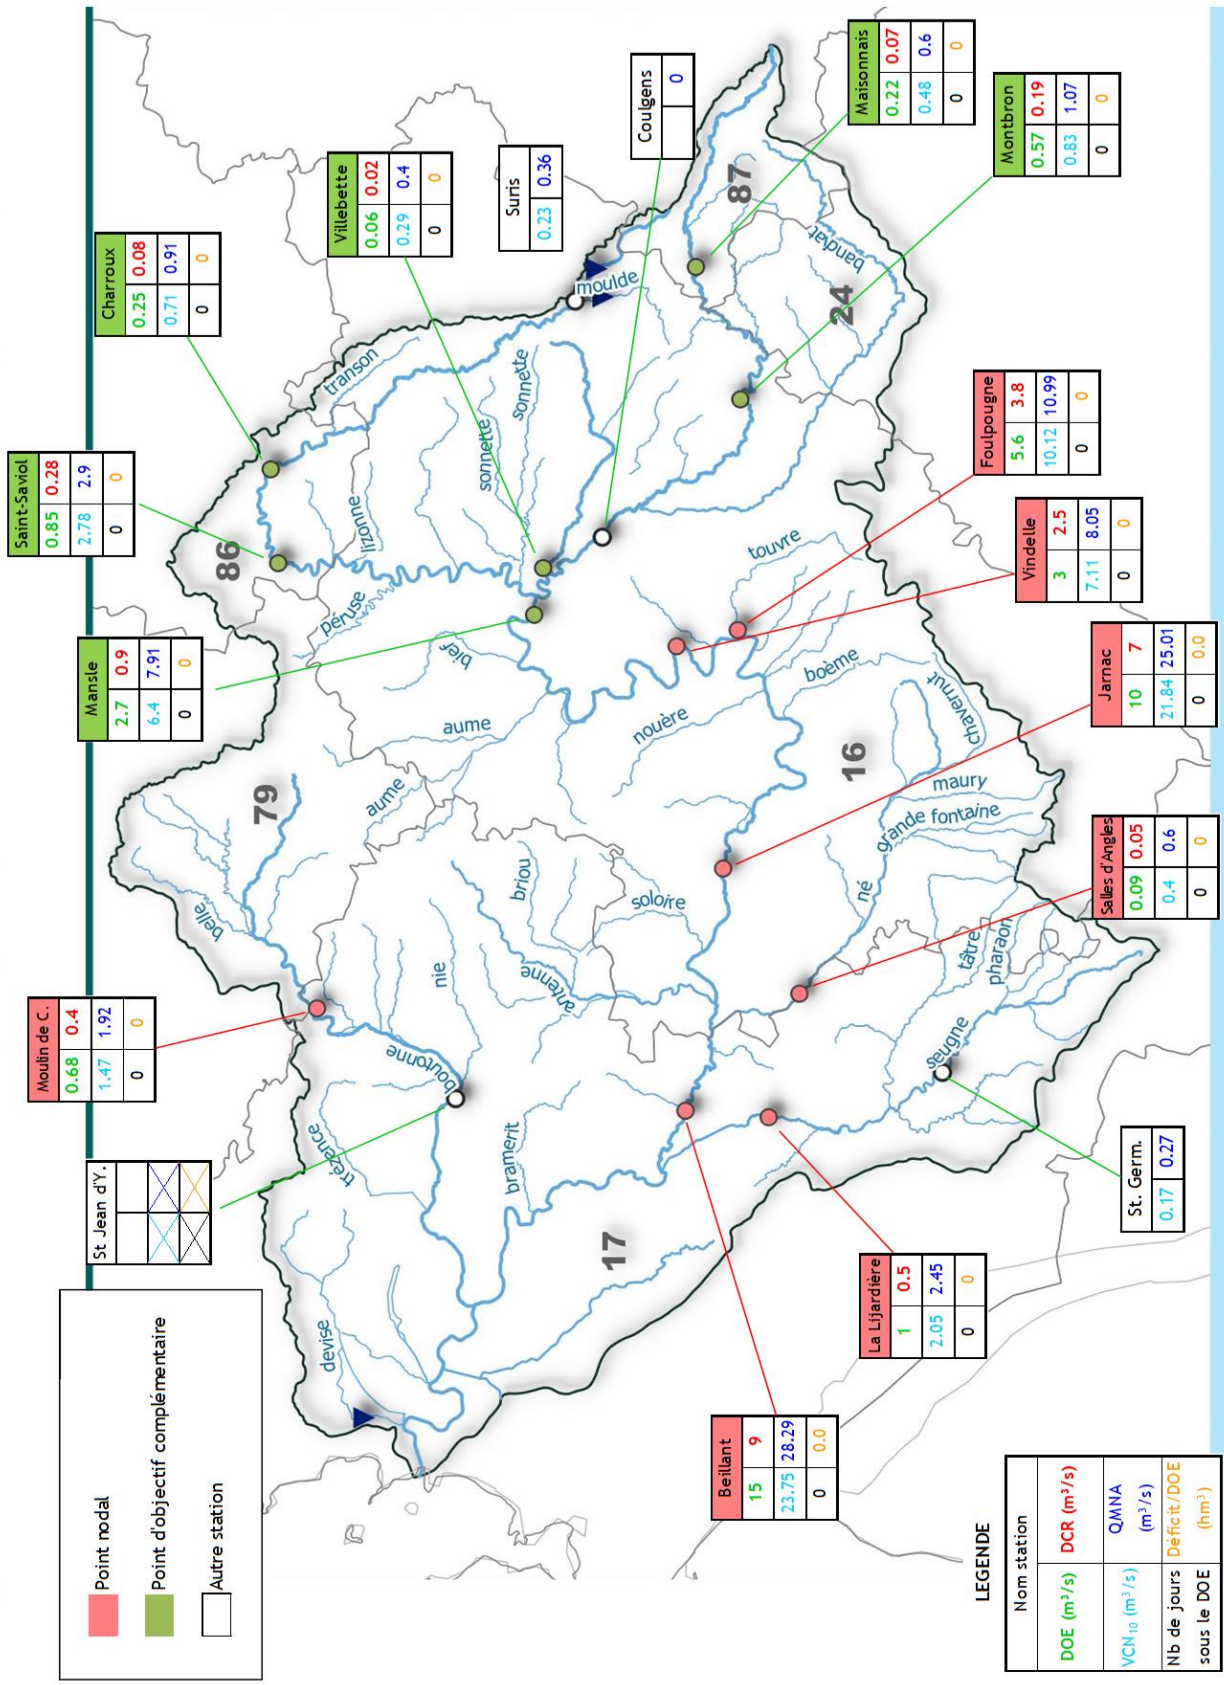 Point nodal
Point d'objectif complémentaire
Autre station
St Jean d'Y.
Moulin de C.
0.68 0.4
1.47 1.92
0 0
Mansle
2.7 0.9
6.4 7.91
0 0
Saint-Saviol
0.85 0.28
2.78 2.9
0 0
Charroux
0.25 0.08
0.71 0.91
0 0
Villebette
0.06 0.02
0.29 0.4
0 0
Suris
0.23 0.36
Coulgens
0
Maisonnais
0.22 0.07
0.48 0.6
0 0
Montbron
0.57 0.19
0.83 1.07
0 0
Foulpougne
5.6 3.8
10.12 10.99
0 0
Vindelle
3 2.5
7.11 8.05
0 0
Jarnac
10 7
21.84 25.01
0 0.0
Salles d'Angles
0.09 0.05
0.4 0.6
0 0
St. Germ.
0.17 0.27
La Lijardière
1 0.5
2.05 2.45
0 0
Beillant
15 9
23.75 28.29
0 0.0
devise
trézence
boutonne
belle
79
nie
bramerit
17
antenne
briou
soloire
aume
aume
bief
péruse
86
lizonne
transon
sonnette
sonnette
moulde
87
bandiat
24
touvre
boème
nouère
16
chavernut
maury
grande fontaine
né
tâtre
pharaon
seugne
LEGENDE
Nom station
DOE (m³/s) DCR (m³/s)
VCN₁₀ (m³/s) QMNA
(m³/s)
Nb de jours Déficit/DOE
sous le DOE (hm³)